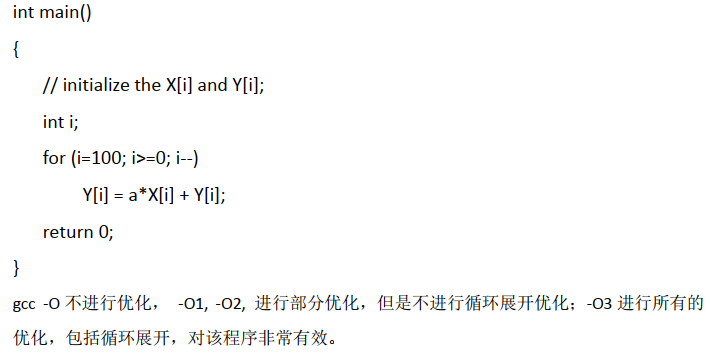 int main()
{
// initialize the X[i] and Y[i];
int i;
for (i=100; i>=0; i--)
Y[i] = a*X[i] + Y[i];
return 0;
}
gcc -O 不进行优化， -O1, -O2, 进行部分优化，但是不进行循环展开优化；-O3 进行所有的
优化，包括循环展开，对该程序非常有效。